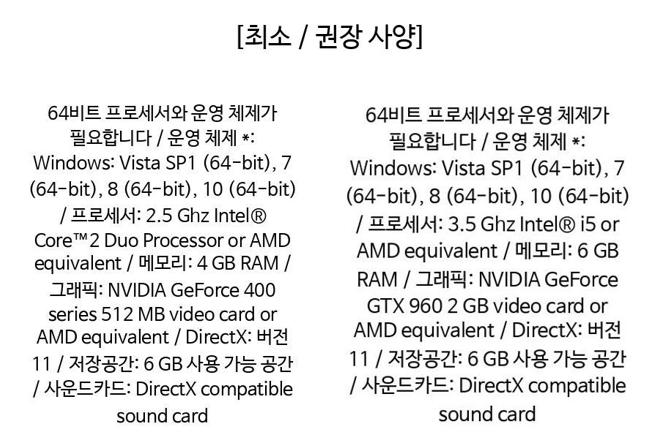 [최소 / 권장 사양]
64비트 프로세서와 운영 체제가
필요합니다 / 운영 체제 *:
Windows: Vista SP1 (64-bit), 7
(64-bit), 8 (64-bit), 10 (64-bit)
/ 프로세서: 2.5 Ghz Intel®
Core™2 Duo Processor or AMD
equivalent / 메모리: 4 GB RAM /
그래픽: NVIDIA GeForce 400
series 512 MB video card or
AMD equivalent / DirectX: 버전
11 / 저장공간: 6 GB 사용 가능 공간
/ 사운드카드: DirectX compatible
sound card
64비트 프로세서와 운영 체제가
필요합니다 / 운영 체제 *:
Windows: Vista SP1 (64-bit), 7
(64-bit), 8 (64-bit), 10 (64-bit)
/ 프로세서: 3.5 Ghz Intel® i5 or
AMD equivalent / 메모리: 6 GB
RAM / 그래픽: NVIDIA GeForce
GTX 960 2 GB video card or
AMD equivalent / DirectX: 버전
11 / 저장공간: 6 GB 사용 가능 공간
/ 사운드카드: DirectX compatible
sound card